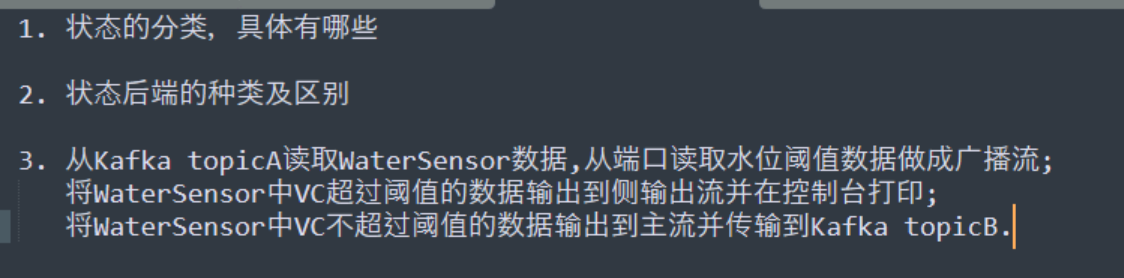 1. 状态的分类, 具体有哪些
2. 状态后端的种类及区别
3. 从Kafka topicA读取WaterSensor数据,从端口读取水位阈值数据做成广播流;
将WaterSensor中VC超过阈值的数据输出到侧输出流并在控制台打印;
将WaterSensor中VC不超过阈值的数据输出到主流并传输到Kafka topicB.